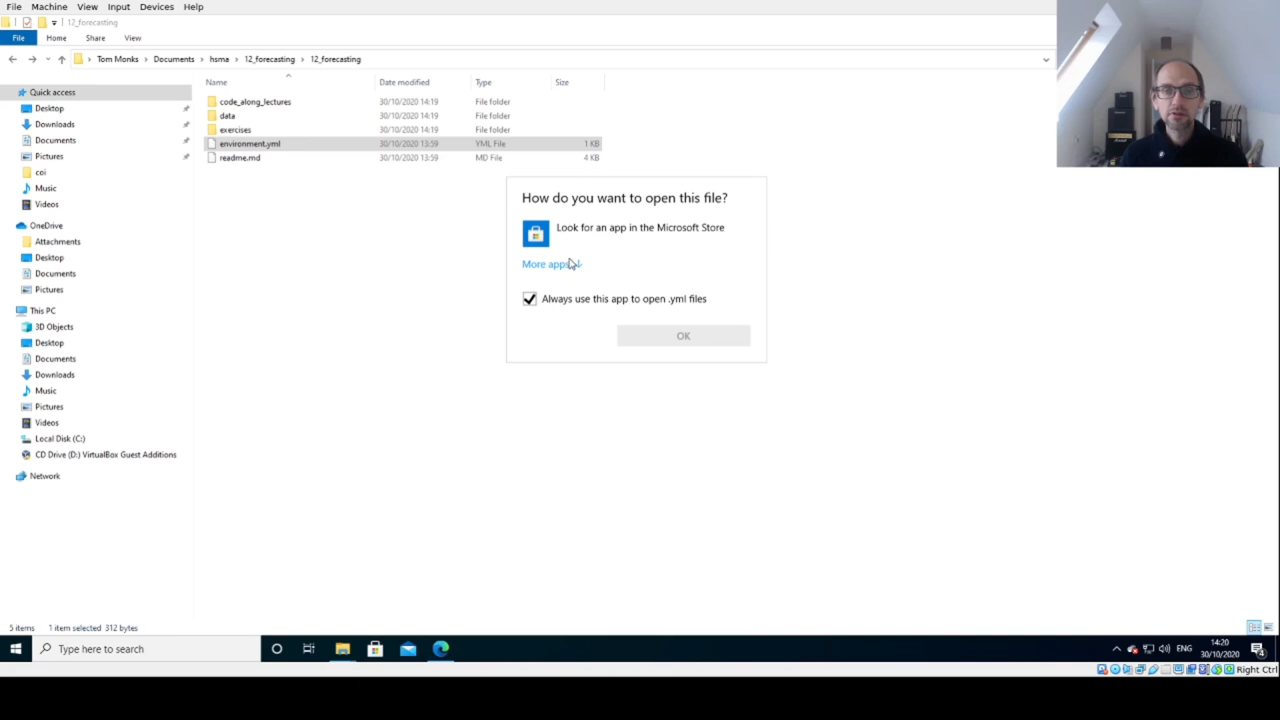 File Machine View Input Devices Help
12_forecasting
File Home Share View
Tom Monks Documents hsma 12_forecasting 12_forecasting
Name Date modified Type Size
Quick access
Desktop
Downloads
Documents
Pictures
coi
Music
Videos
OneDrive
Attachments
Desktop
Documents
Pictures
This PC
3D Objects
Desktop
Documents
Downloads
Music
Pictures
Videos
Local Disk (C:)
CD Drive (D:) VirtualBox Guest Additions
Network
code_along_lectures 30/10/2020 14:19 File folder
data 30/10/2020 14:19 File folder
exercises 30/10/2020 14:19 File folder
environment.yml 30/10/2020 13:59 YML File 1 KB
readme.md 30/10/2020 13:59 MD File 4 KB
How do you want to open this file?
Look for an app in the Microsoft Store
More apps
Always use this app to open .yml files
OK
5 items 1 item selected 312 bytes
Type here to search
ENG
14:20
30/10/2020
4
Right Ctrl